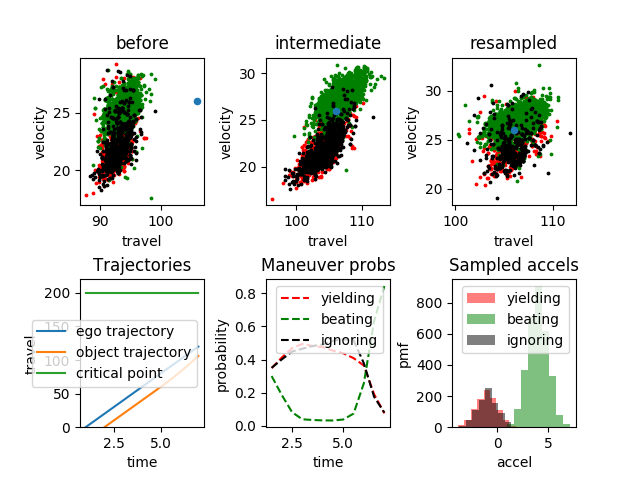 before
intermediate
resampled
velocity
25
20
90
100
travel
velocity
30
25
20
100
110
travel
velocity
30
25
20
100
110
travel
Trajectories
Maneuver probs
Sampled accels
travel
200
150
100
50
0
ego trajectory
object trajectory
critical point
2.5
5.0
time
probability
0.8
0.6
0.4
0.2
0.0
yielding
beating
ignoring
2.5
5.0
time
pmf
800
600
400
200
0
yielding
beating
ignoring
0
5
accel